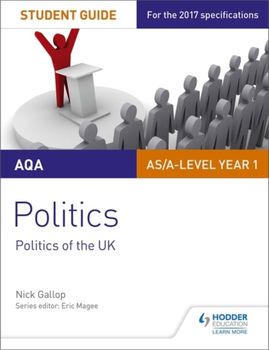 STUDENT GUIDE
For the 2017 specifications
AQA
AS/A-LEVEL YEAR 1
Politics
Politics of the UK
Nick Gallop
Series editor: Eric Magee
HODDER
EDUCATION
LEARN MORE